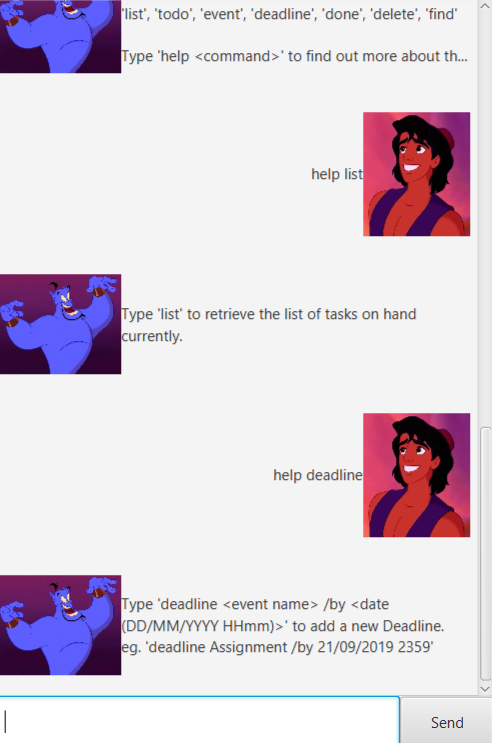 'list', 'todo', 'event', 'deadline', 'done', 'delete', 'find'
Type 'help <command>' to find out more about th...
help list
Type 'list' to retrieve the list of tasks on hand
currently.
help deadline
Type 'deadline <event name> /by <date
(DD/MM/YYYY HHmm)>' to add a new Deadline.
eg. 'deadline Assignment /by 21/09/2019 2359'
Send